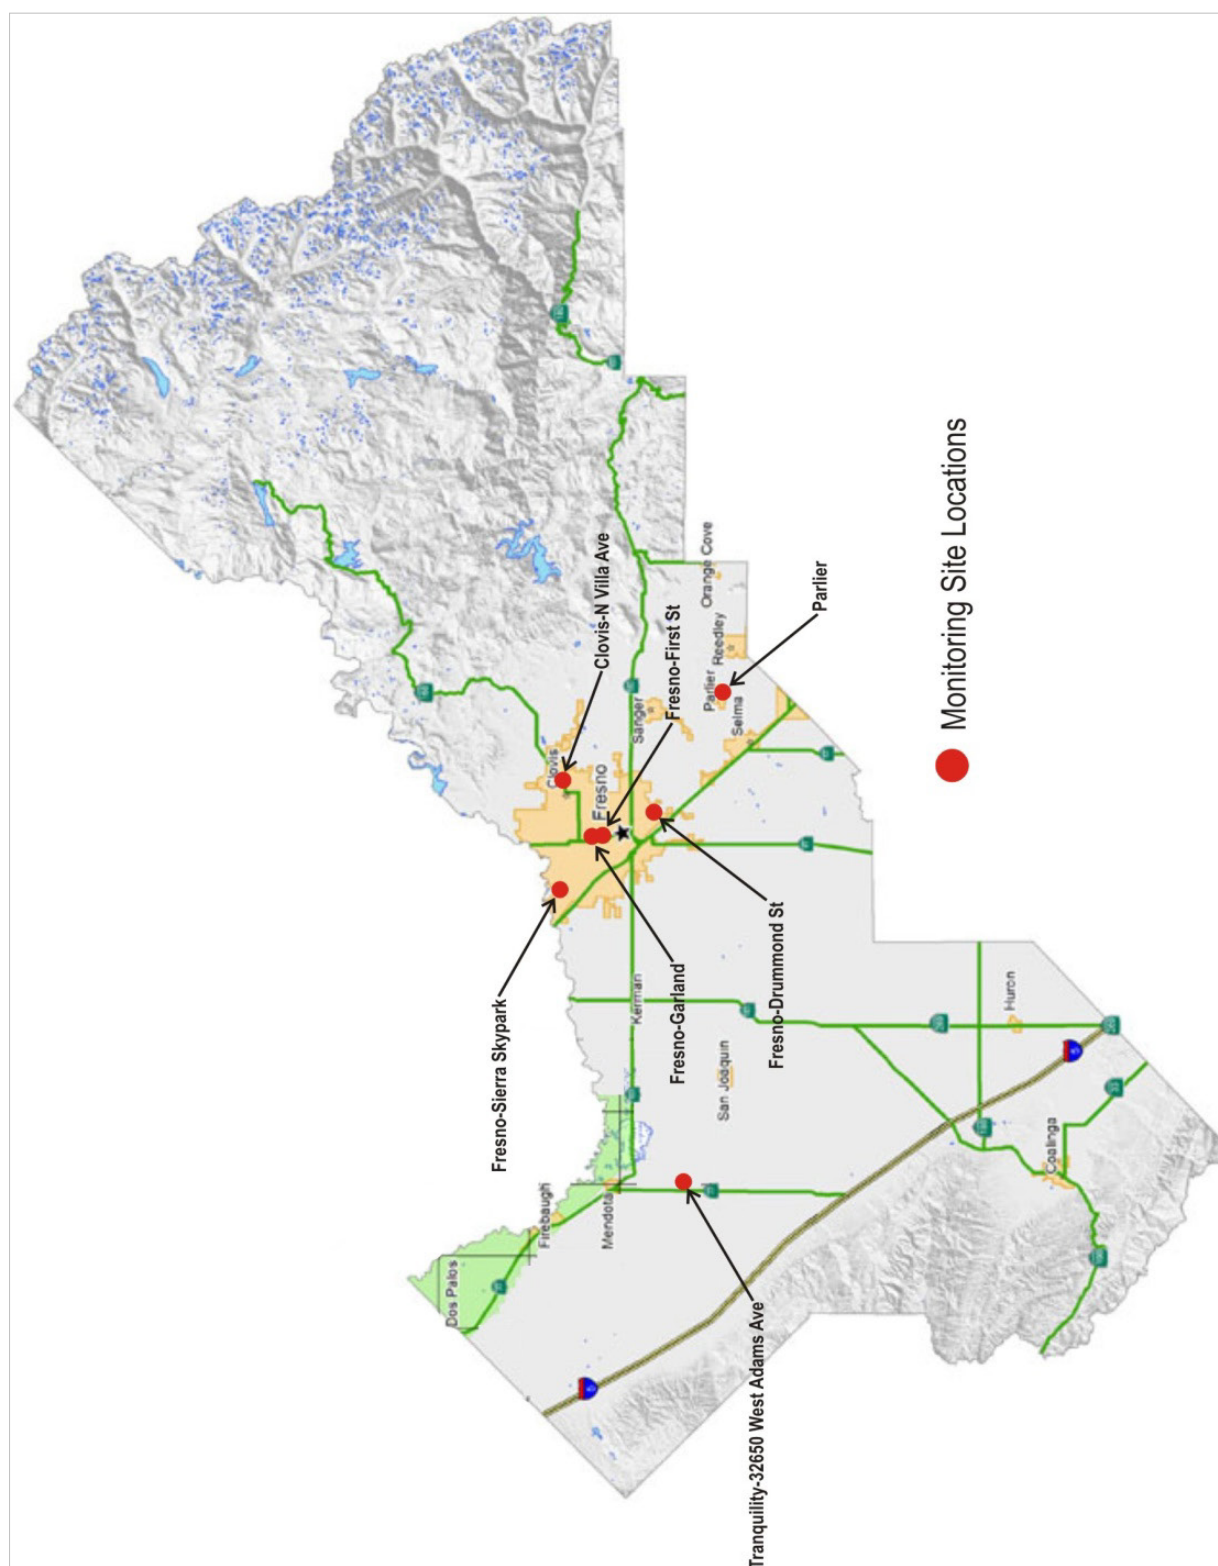 Dos Palos
Firebaugh
Mendota
Fresno-Sierra Skypark
Fresno-Garland
Kerman
San Joaquin
Tranquility-32650 West Adams Ave
Fresno-Drummond St
Clovis
Clovis-N Villa Ave
Fresno
Fresno-First St
Sanger
Parlier
Selma
Reedley
Orange Cove
Parlier
Huron
Coalinga
5
5
Monitoring Site Locations